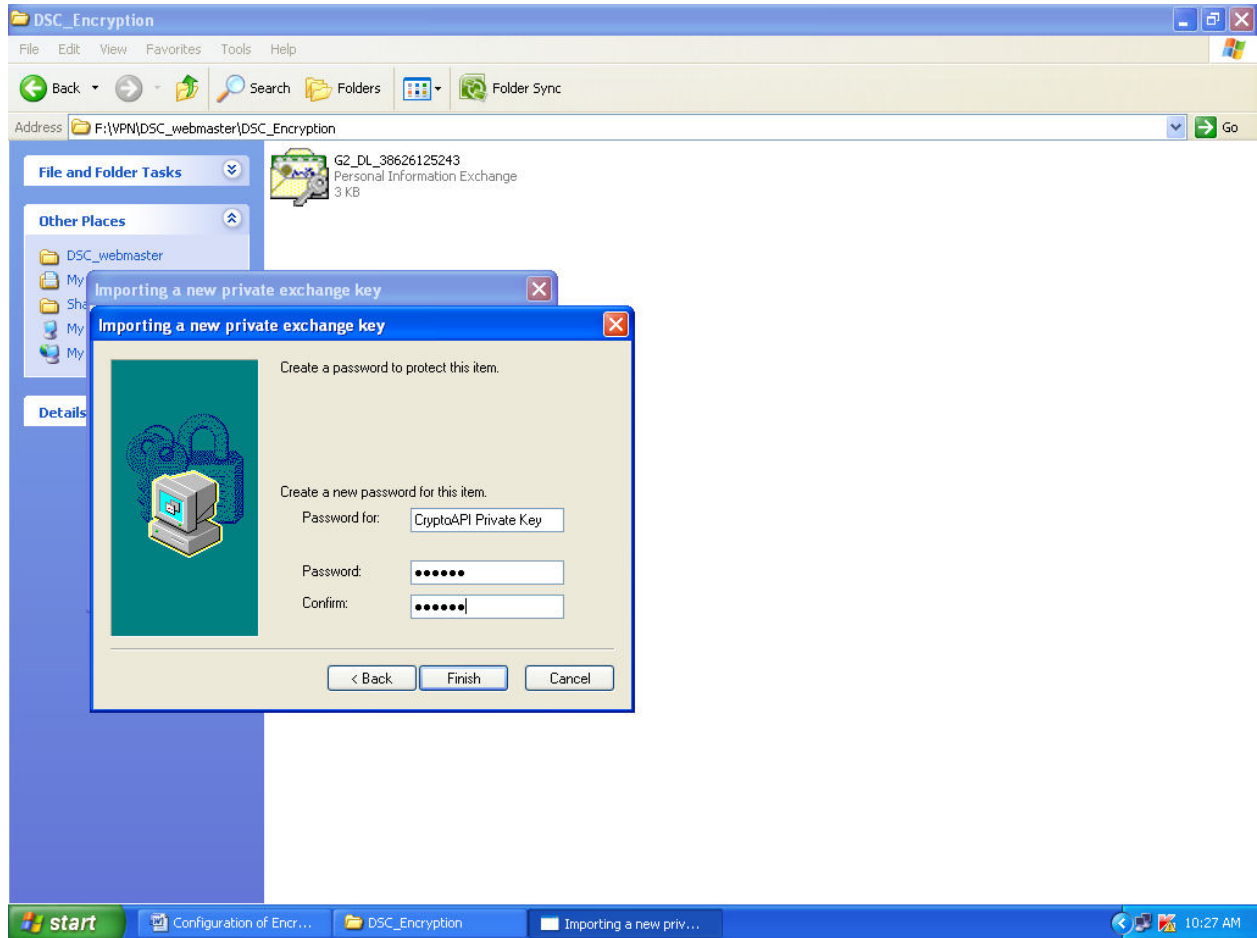 DSC_Encryption
File Edit View Favorites Tools Help
Back Search Folders Folder Sync
Address F:\VPN\DSC_webmaster\DSC_Encryption Go
File and Folder Tasks
G2_DL_38626125243
Personal Information Exchange
3 KB
Other Places
DSC_webmaster
My
Sha
My
My
Details
Importing a new private exchange key
Importing a new private exchange key
Create a password to protect this item.
Create a new password for this item.
Password for: CryptoAPI Private Key
Password: ●●●●●●
Confirm: ●●●●●●
< Back Finish Cancel
start Configuration of Encr... DSC_Encryption Importing a new priv... 10:27 AM